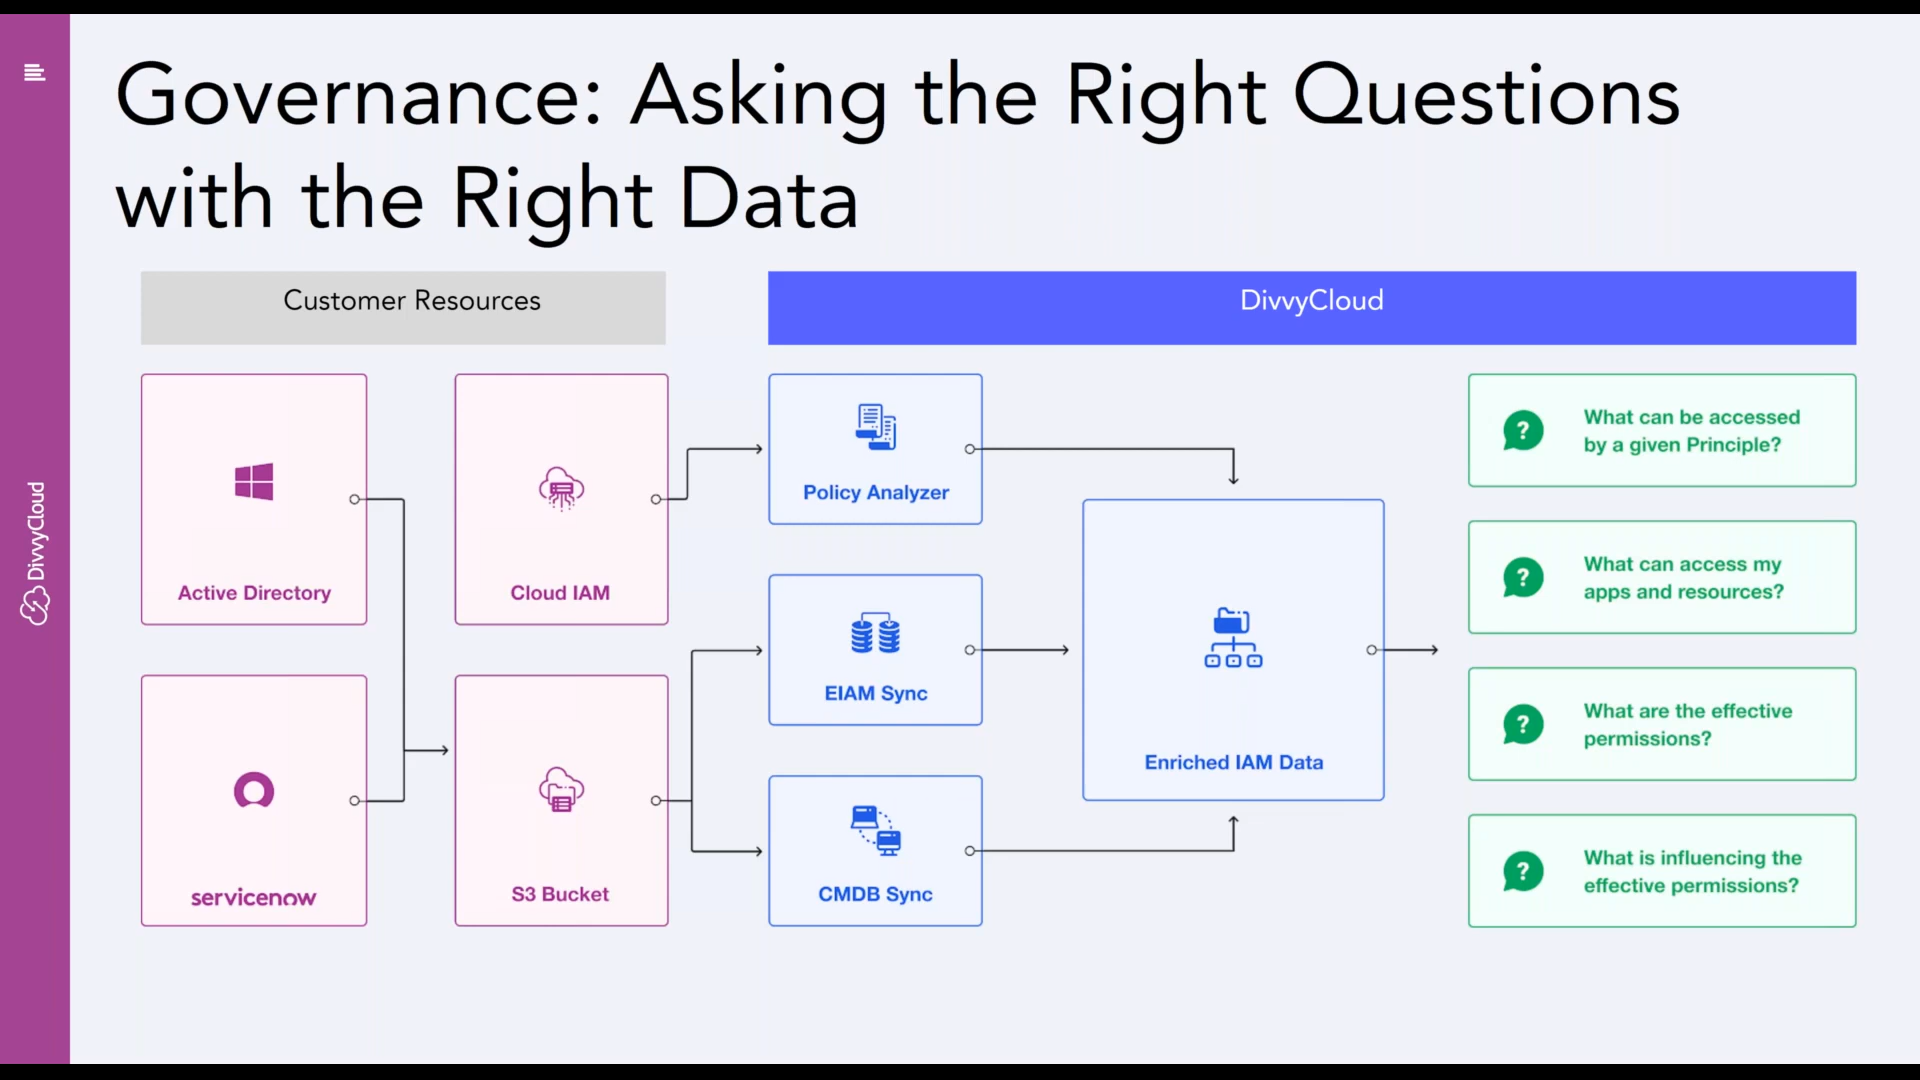 Governance: Asking the Right Questions
with the Right Data
Customer Resources
DivvyCloud
Active Directory
Cloud IAM
servicenow
S3 Bucket
Policy Analyzer
EIAM Sync
CMDB Sync
Enriched IAM Data
? What can be accessed
by a given Principle?
? What can access my
apps and resources?
? What are the effective
permissions?
? What is influencing the
effective permissions?
DivvyCloud